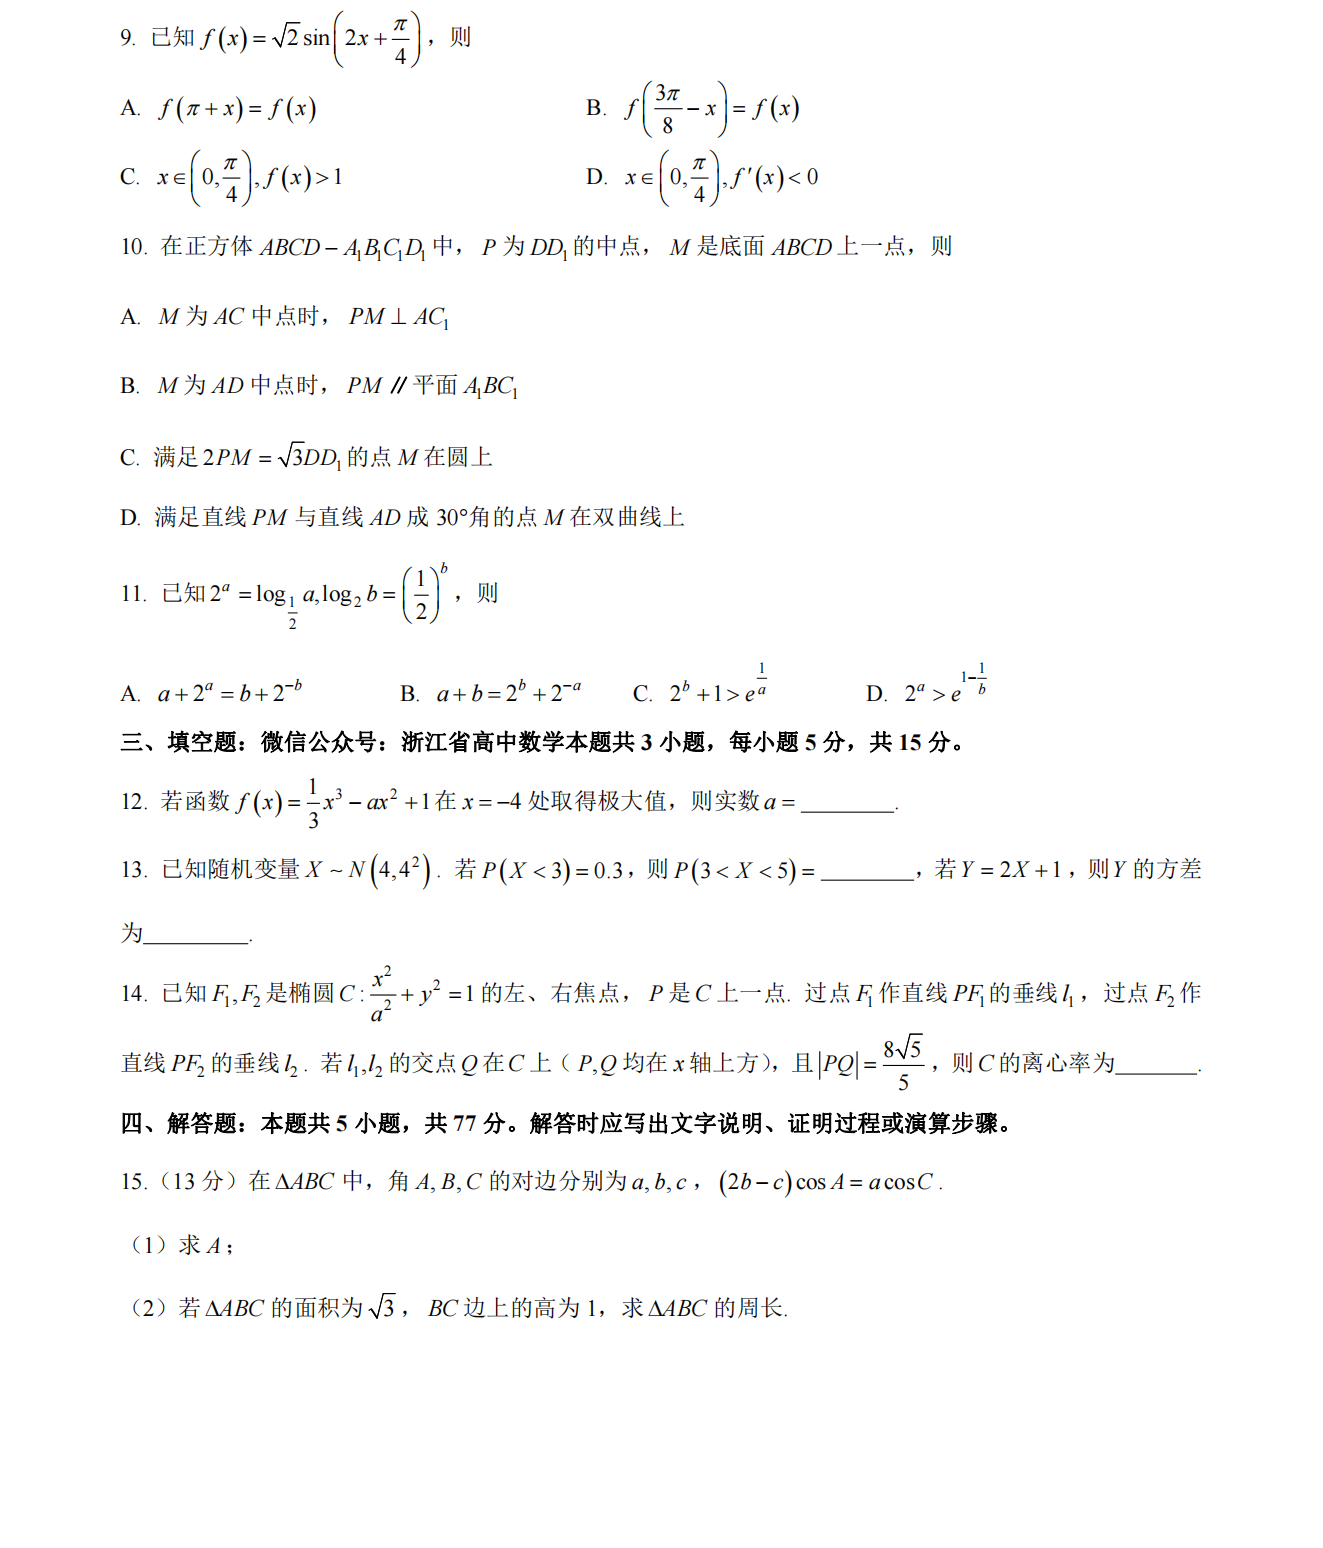 9. 已知 f(x)=√2 sin(2x+π/4)，则
A. f(π+x)=f(x) B. f(3π/8−x)=f(x)
C. x∈(0,π/4),f(x)>1 D. x∈(0,π/4),f′(x)<0
10. 在正方体 ABCD−A₁B₁C₁D₁ 中，P 为 DD₁ 的中点，M 是底面 ABCD 上一点，则
A. M 为 AC 中点时，PM⊥AC₁
B. M 为 AD 中点时，PM∥平面 A₁BC₁
C. 满足 2PM=√3DD₁ 的点 M 在圆上
D. 满足直线 PM 与直线 AD 成 30°角的点 M 在双曲线上
11. 已知 2^a=log_{1/2} a,log₂ b=(1/2)^b，则
A. a+2^a=b+2^{−b} B. a+b=2^b+2^{−a} C. 2^b+1>e^{1/a} D. 2^a>e^{1−1/b}
三、填空题：微信公众号：浙江省高中数学本题共 3 小题，每小题 5 分，共 15 分。
12. 若函数 f(x)=1/3x³−ax²+1在 x=−4 处取得极大值，则实数 a=________.
13. 已知随机变量 X~N(4,4²). 若 P(X<3)=0.3，则 P(3<X<5)=________，若 Y=2X+1，则 Y 的方差
为_________.
14. 已知 F₁,F₂ 是椭圆 C:x²/a²+y²=1 的左、右焦点，P 是 C 上一点. 过点 F₁ 作直线 PF₁ 的垂线 l₁，过点 F₂ 作
直线 PF₂ 的垂线 l₂. 若 l₁,l₂ 的交点 Q 在 C 上（P,Q 均在 x 轴上方），且|PQ|=8√5/5，则 C 的离心率为_______.
四、解答题：本题共 5 小题，共 77 分。解答时应写出文字说明、证明过程或演算步骤。
15.（13 分）在 ΔABC 中，角 A,B,C 的对边分别为 a,b,c，(2b−c)cosA=acosC.
（1）求 A；
（2）若 ΔABC 的面积为 √3，BC 边上的高为 1，求 ΔABC 的周长.